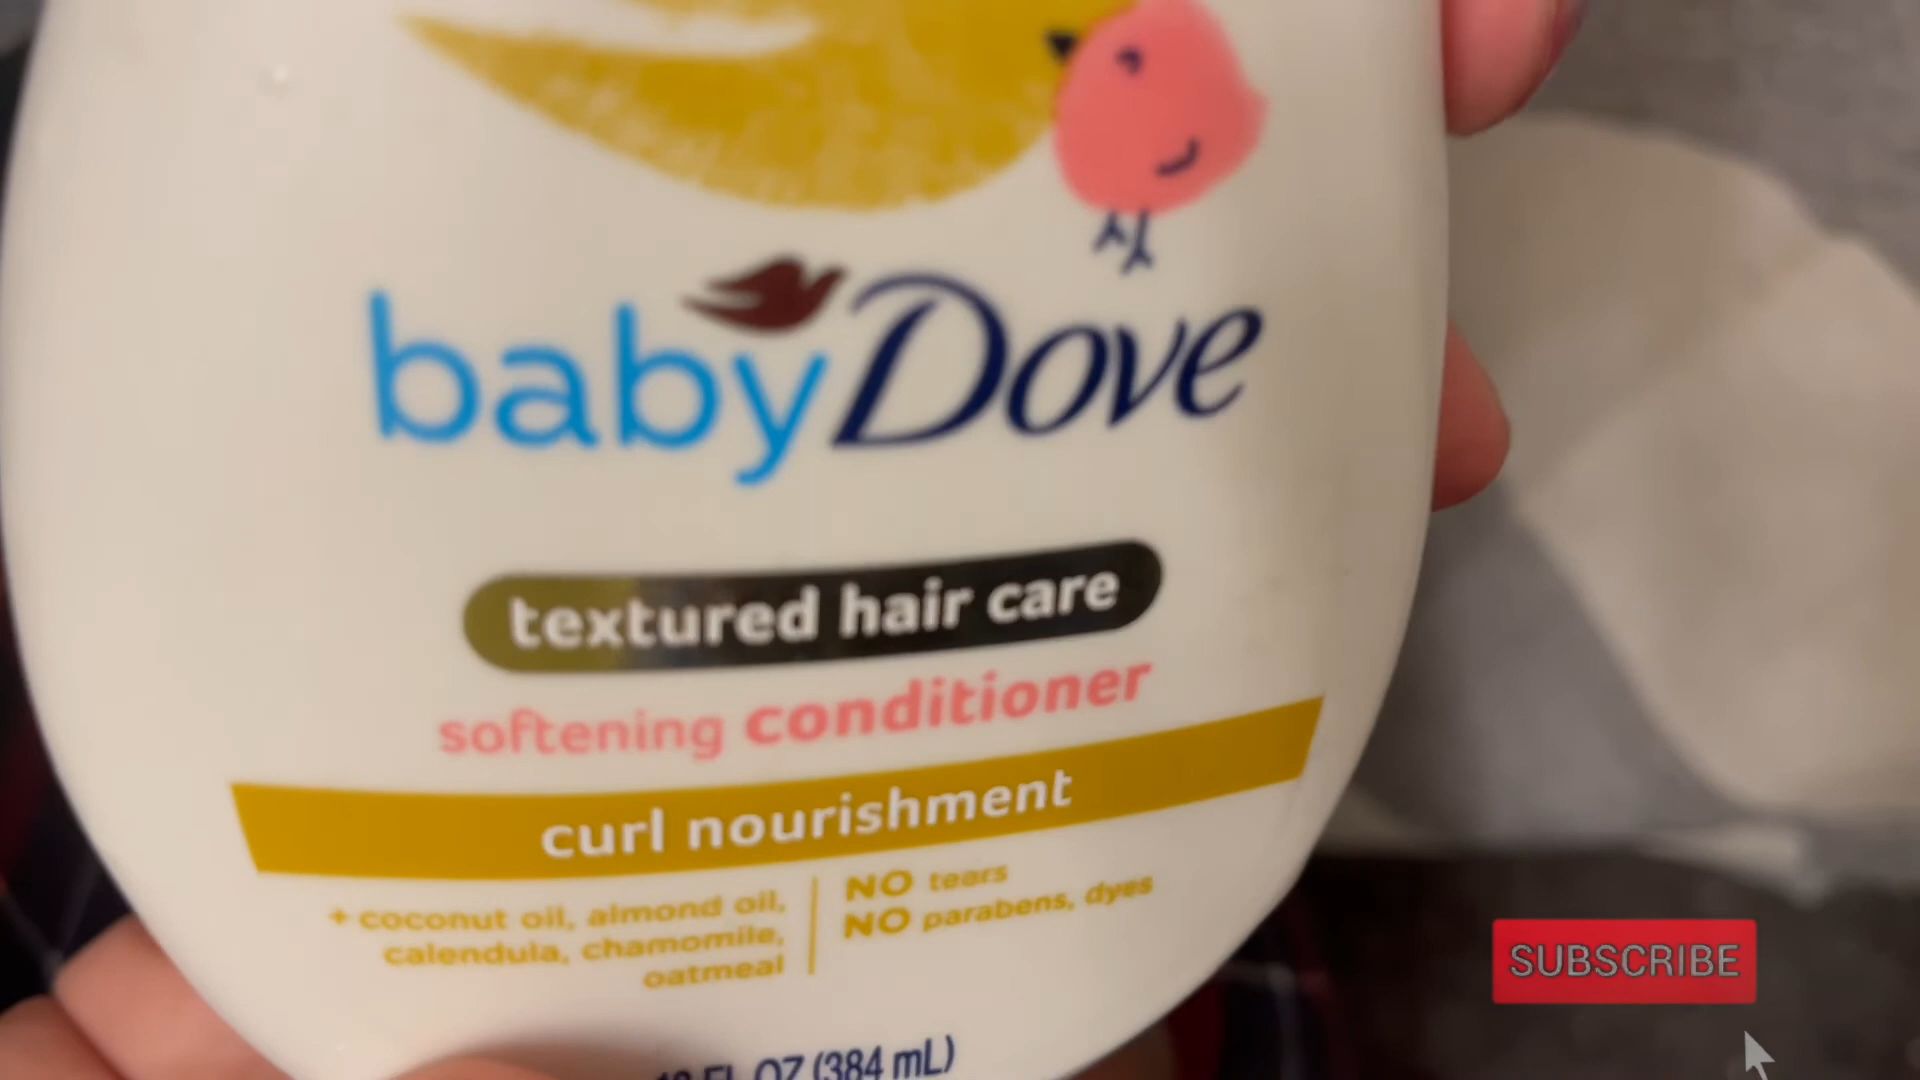 baby Dove
textured hair care
softening conditioner
curl nourishment
+ coconut oil, almond oil,
calendula, chamomile,
oatmeal
NO tears
NO parabens, dyes
FL OZ (384 mL)
SUBSCRIBE